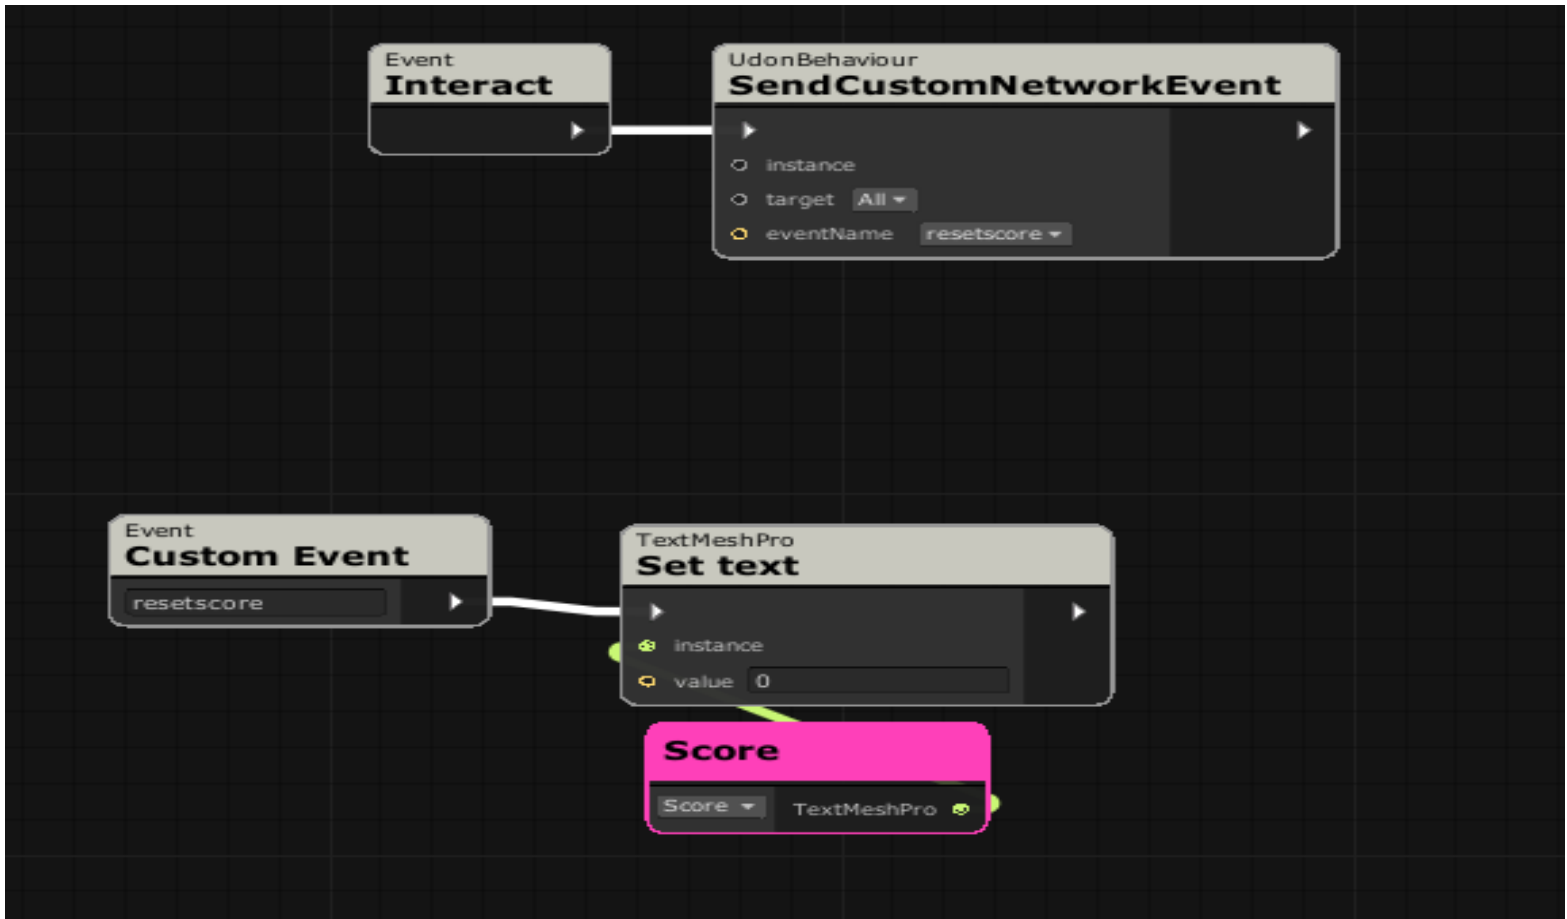 Event
Interact
UdonBehaviour
SendCustomNetworkEvent
instance
target All
eventName resetscore
Event
Custom Event
resetscore
TextMeshPro
Set text
instance
value 0
Score
Score TextMeshPro